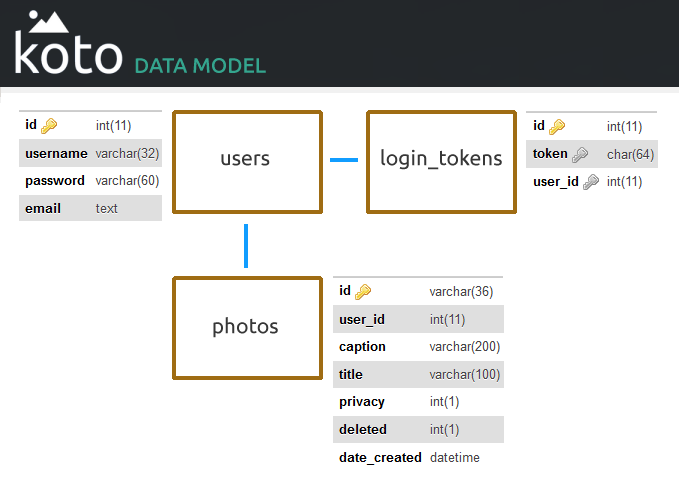 koto DATA MODEL
id int(11)
username varchar(32)
password varchar(60)
email text
users
login_tokens
id int(11)
token char(64)
user_id int(11)
photos
id varchar(36)
user_id int(11)
caption varchar(200)
title varchar(100)
privacy int(1)
deleted int(1)
date_created datetime